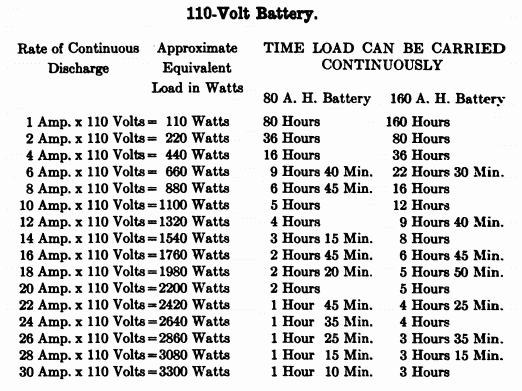 110-Volt Battery.
Rate of Continuous Approximate TIME LOAD CAN BE CARRIED
Discharge Equivalent CONTINUOUSLY
Load in Watts
80 A. H. Battery 160 A. H. Battery
1 Amp. x 110 Volts = 110 Watts 80 Hours 160 Hours
2 Amp. x 110 Volts = 220 Watts 36 Hours 80 Hours
4 Amp. x 110 Volts = 440 Watts 16 Hours 36 Hours
6 Amp. x 110 Volts = 660 Watts 9 Hours 40 Min. 22 Hours 30 Min.
8 Amp. x 110 Volts = 880 Watts 6 Hours 45 Min. 16 Hours
10 Amp. x 110 Volts = 1100 Watts 5 Hours 12 Hours
12 Amp. x 110 Volts = 1320 Watts 4 Hours 9 Hours 40 Min.
14 Amp. x 110 Volts = 1540 Watts 3 Hours 15 Min. 8 Hours
16 Amp. x 110 Volts = 1760 Watts 2 Hours 45 Min. 6 Hours 45 Min.
18 Amp. x 110 Volts = 1980 Watts 2 Hours 20 Min. 5 Hours 50 Min.
20 Amp. x 110 Volts = 2200 Watts 2 Hours 5 Hours
22 Amp. x 110 Volts = 2420 Watts 1 Hour 45 Min. 4 Hours 25 Min.
24 Amp. x 110 Volts = 2640 Watts 1 Hour 35 Min. 4 Hours
26 Amp. x 110 Volts = 2860 Watts 1 Hour 25 Min. 3 Hours 35 Min.
28 Amp. x 110 Volts = 3080 Watts 1 Hour 15 Min. 3 Hours 15 Min.
30 Amp. x 110 Volts = 3300 Watts 1 Hour 10 Min. 3 Hours